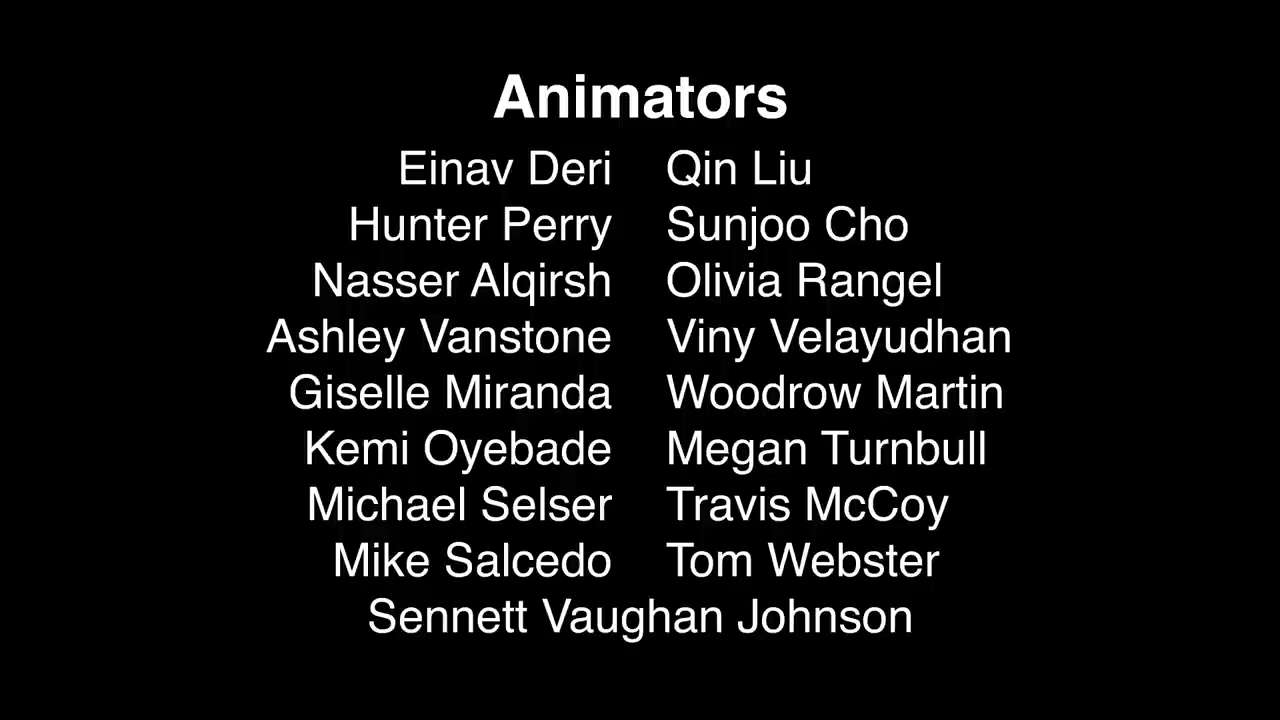 Animators
Einav Deri Qin Liu
Hunter Perry Sunjoo Cho
Nasser Alqirsh Olivia Rangel
Ashley Vanstone Viny Velayudhan
Giselle Miranda Woodrow Martin
Kemi Oyebade Megan Turnbull
Michael Selser Travis McCoy
Mike Salcedo Tom Webster
Sennett Vaughan Johnson